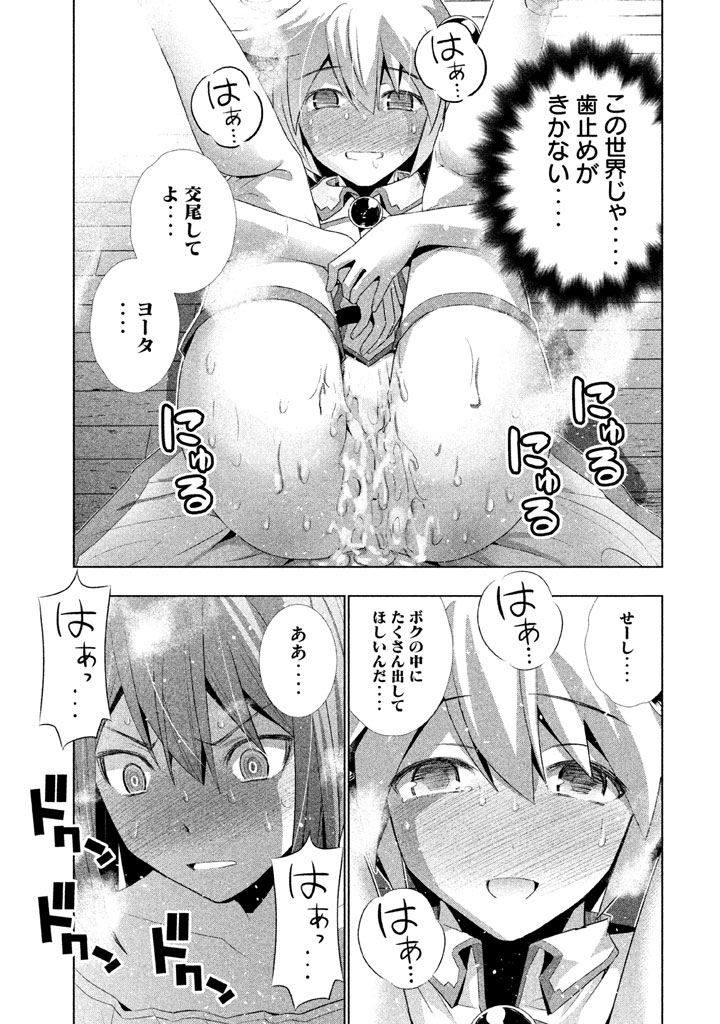 この世界じゃ‥‥
歯止めが
きかない‥‥
はぁ…
はぁ…
交尾して
よ‥‥
ヨータ
‥‥
にゅる
にゅる
にゅる
せーし‥‥
はぁ…
ボクの中に
たくさん出して
ほしいんだ‥‥
はぁ…
ああ‥‥
はぁっ
‥‥
ズクン
はぁっ
‥‥
ズクン
ズクン